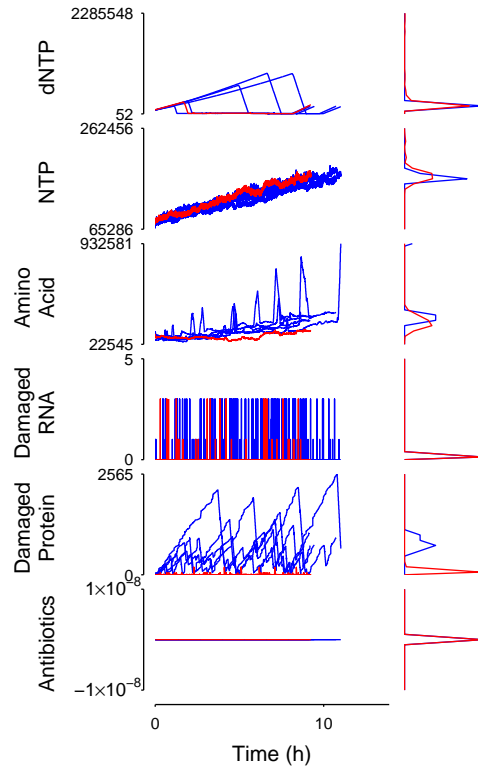 2285548
dNTP
52
262456
NTP
65286
932581
Amino
Acid
22545
5
Damaged
RNA
0
2565
Damaged
Protein
0
1×10⁻⁸
Antibiotics
−1×10⁻⁸
0 10
Time (h)